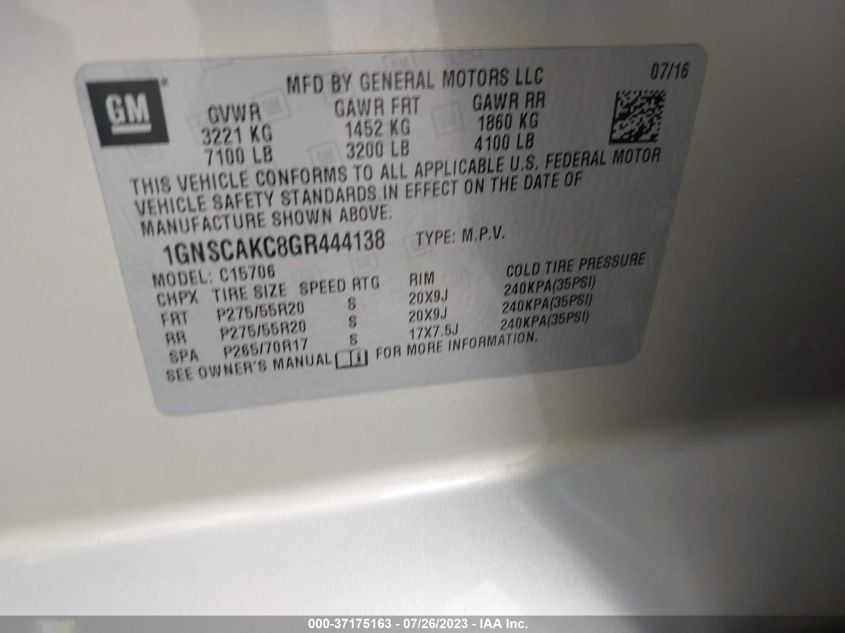 GM
MFD BY GENERAL MOTORS LLC 07/16
GVWR GAWR FRT GAWR RR
3221 KG 1452 KG 1860 KG
7100 LB 3200 LB 4100 LB
THIS VEHICLE CONFORMS TO ALL APPLICABLE U.S. FEDERAL MOTOR
VEHICLE SAFETY STANDARDS IN EFFECT ON THE DATE OF
MANUFACTURE SHOWN ABOVE.
1GNSCAKC8GR444138 TYPE: M.P.V.
MODEL: C15706
CHPX TIRE SIZE SPEED RTG RIM COLD TIRE PRESSURE
FRT P275/55R20 S 20X9J 240KPA(35PSI)
RR P275/55R20 S 20X9J 240KPA(35PSI)
SPA P265/70R17 S 17X7.5J 240KPA(35PSI)
SEE OWNER'S MANUAL FOR MORE INFORMATION.
000-37175163 - 07/26/2023 - IAA Inc.